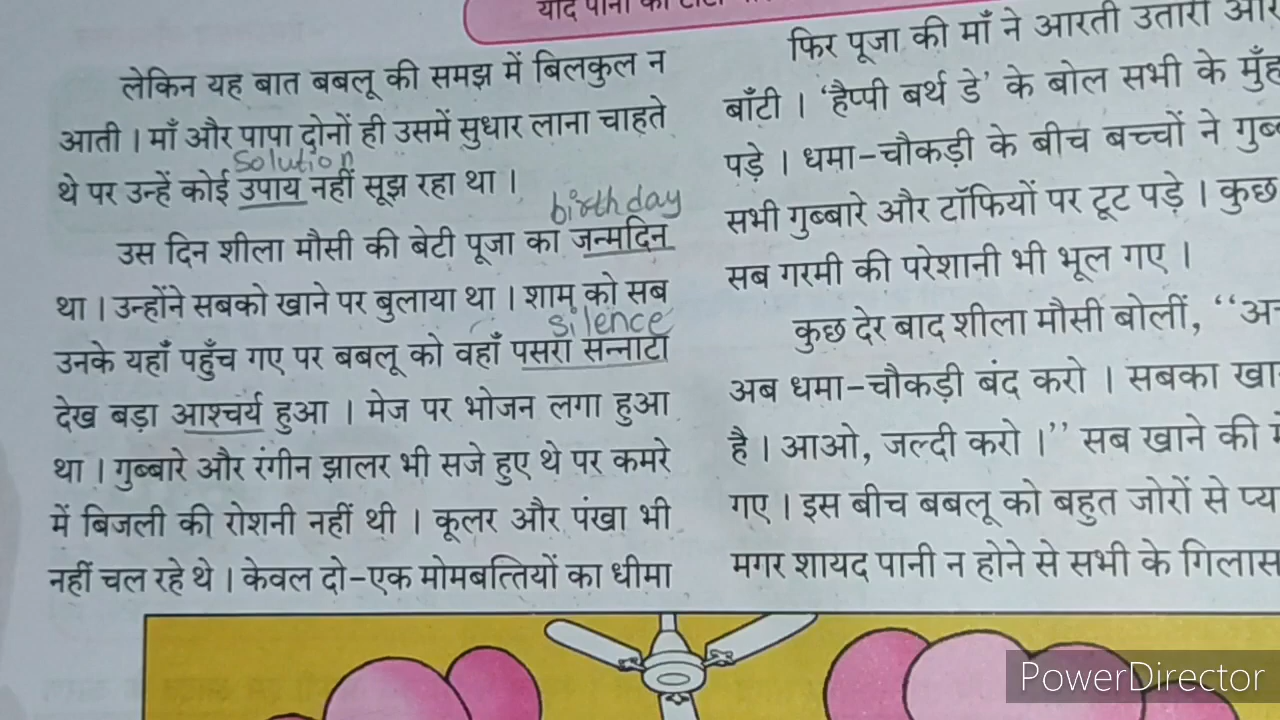 लेकिन यह बात बबलू की समझ में बिलकुल न
आती । माँ और पापा दोनों ही उसमें सुधार लाना चाहते
solution
थे पर उन्हें कोई उपाय नहीं सूझ रहा था ।
birthday
उस दिन शीला मौसी की बेटी पूजा का जन्मदिन
था । उन्होंने सबको खाने पर बुलाया था । शाम को सब
silence
उनके यहाँ पहुँच गए पर बबलू को वहाँ पसरा सन्नाटा
देख बड़ा आश्चर्य हुआ । मेज पर भोजन लगा हुआ
था । गुब्बारे और रंगीन झालर भी सजे हुए थे पर कमरे
में बिजली की रोशनी नहीं थी । कूलर और पंखा भी
नहीं चल रहे थे । केवल दो-एक मोमबत्तियों का धीमा
फिर पूजा की माँ ने आरती उतारी और
बाँटी । ‘हैप्पी बर्थ डे’ के बोल सभी के मुँह
पड़े । धमा-चौकड़ी के बीच बच्चों ने गुब्
सभी गुब्बारे और टॉफियों पर टूट पड़े । कुछ
सब गरमी की परेशानी भी भूल गए ।
कुछ देर बाद शीला मौसी बोलीं, ‘‘अ
अब धमा-चौकड़ी बंद करो । सबका खा
है । आओ, जल्दी करो ।’’ सब खाने की
गए । इस बीच बबलू को बहुत जोरों से प्य
मगर शायद पानी न होने से सभी के गिलास
PowerDirector